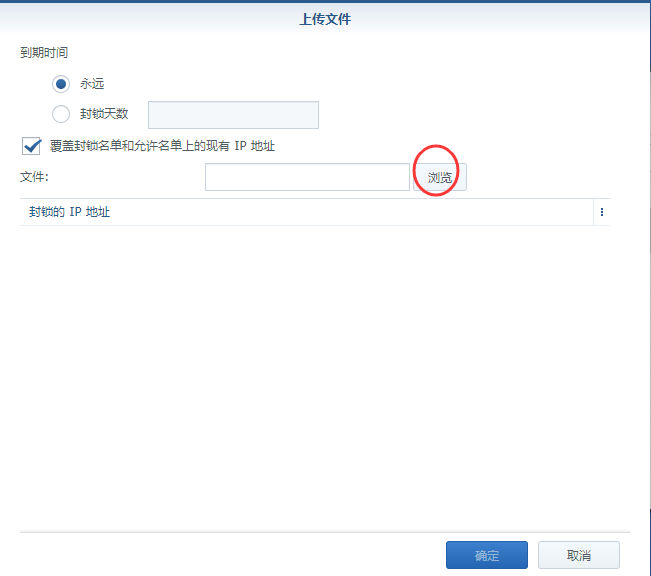 上传文件
到期时间
永远
封锁天数
覆盖封锁名单和允许名单上的现有 IP 地址
文件: 浏览
封锁的 IP 地址
确定 取消